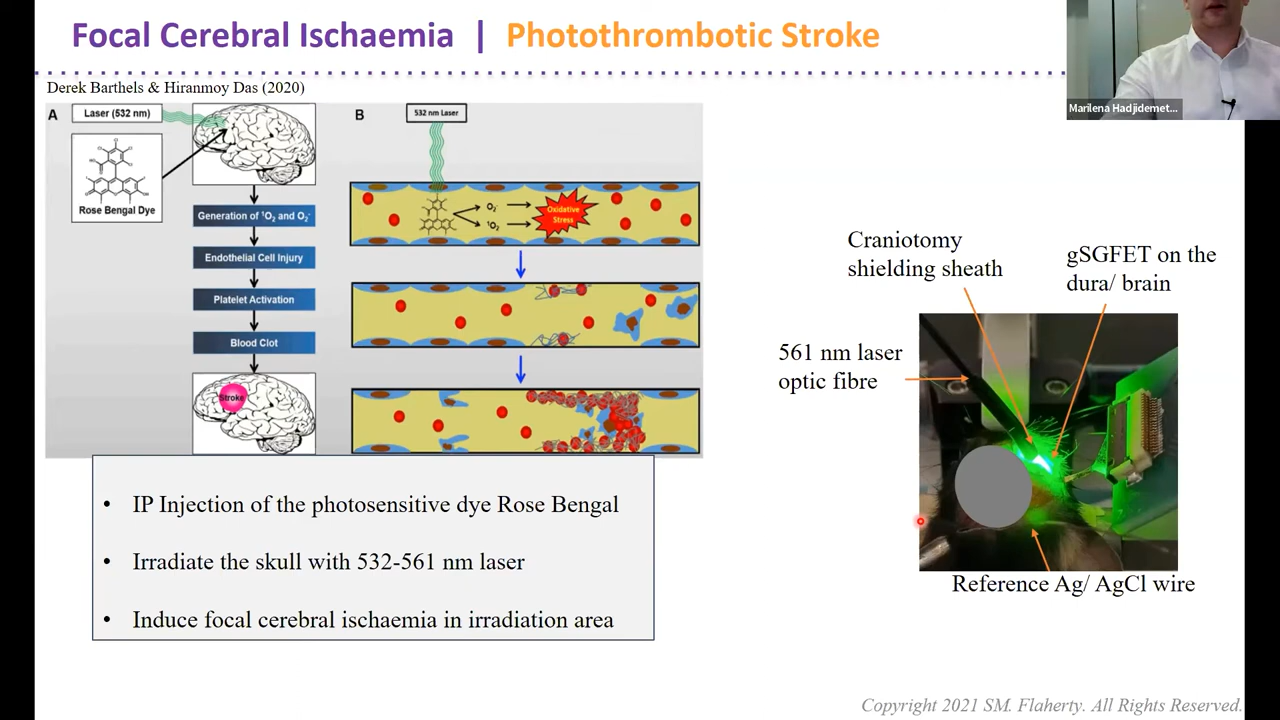 Focal Cerebral Ischaemia | Photothrombotic Stroke
Derek Barthels & Hiranmoy Das (2020)
Marilena Hadjidemet...
A
Laser (532 nm)
Rose Bengal Dye
Generation of ¹O₂ and O₂⁻
Endothelial Cell Injury
Platelet Activation
Blood Clot
Stroke
B
532 nm Laser
O₂⁻
¹O₂
Oxidative
Stress
• IP Injection of the photosensitive dye Rose Bengal
• Irradiate the skull with 532-561 nm laser
• Induce focal cerebral ischaemia in irradiation area
Craniotomy
shielding sheath
gSGFET on the
dura/ brain
561 nm laser
optic fibre
Reference Ag/ AgCl wire
Copyright 2021 SM. Flaherty. All Rights Reserved.